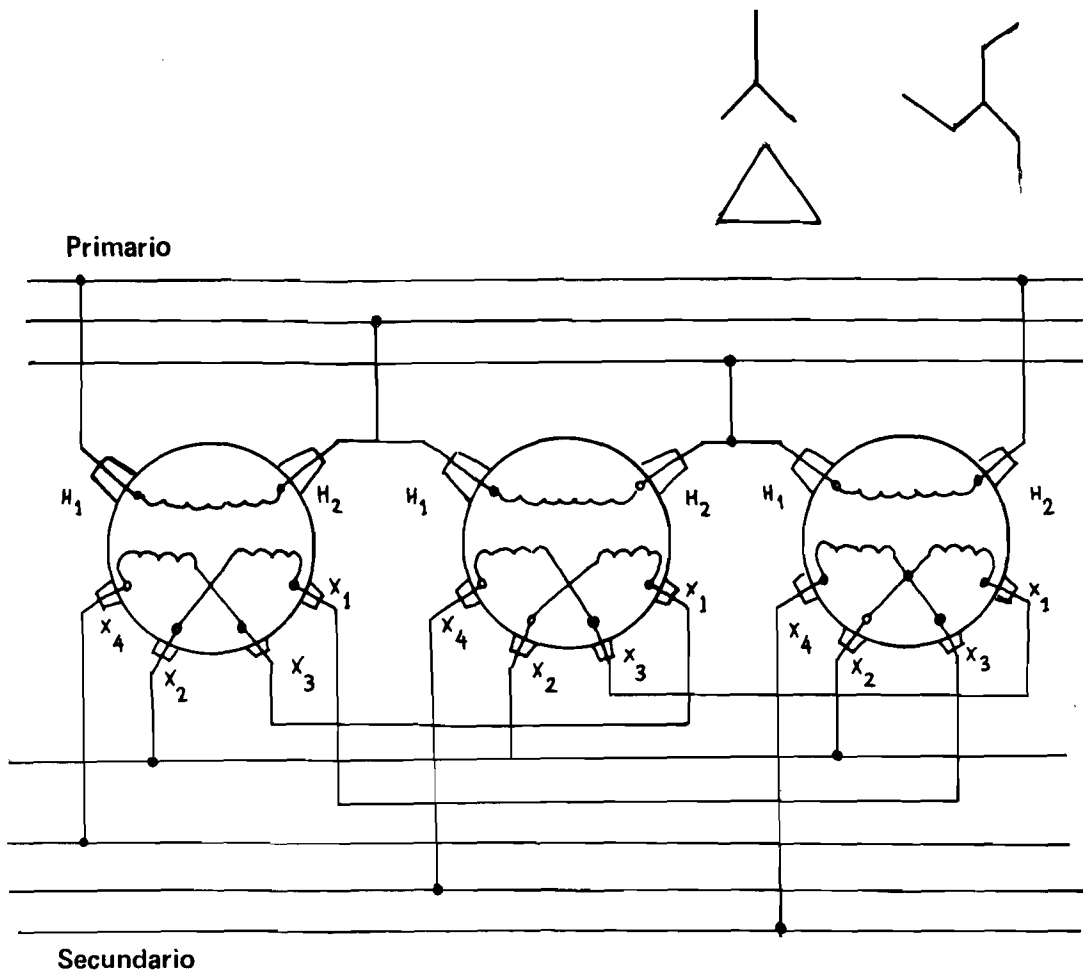 Primario
H1 H2 H1 H2 H1 H2
X4 X2 X3 X1 X4 X2 X3 X1 X4 X2 X3 X1
Secundario